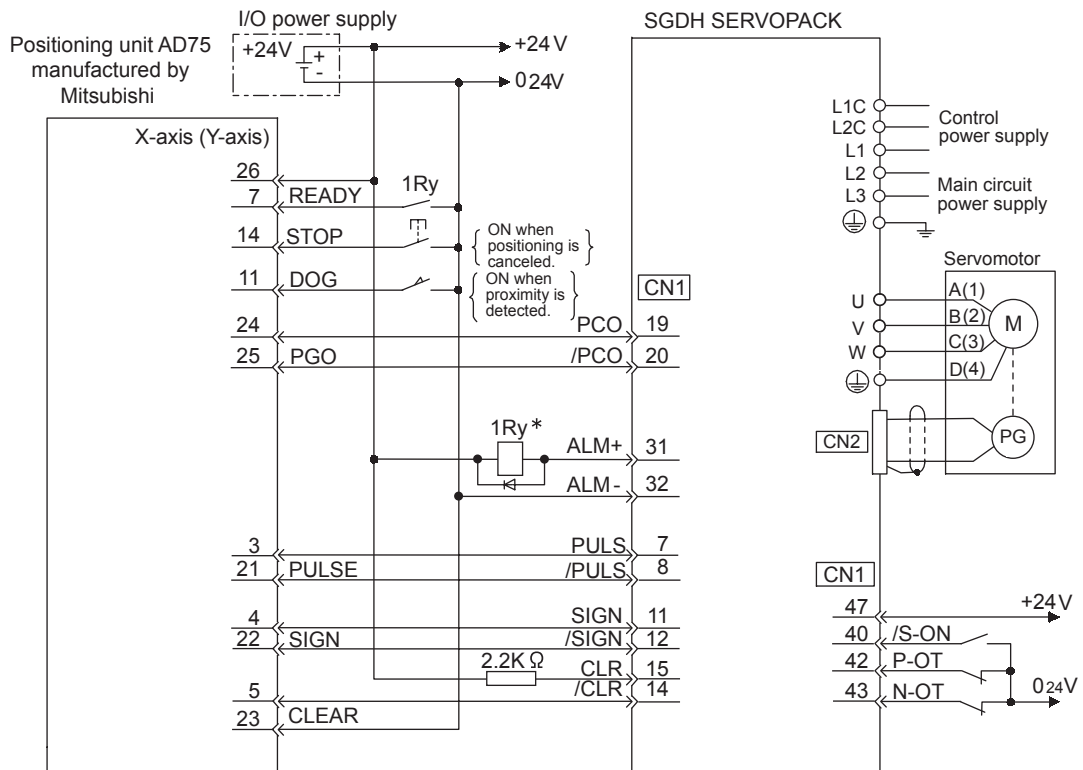 I/O power supply
SGDH SERVOPACK
Positioning unit AD75
manufactured by
Mitsubishi
+24V
+
-
+24 V
024V
X-axis (Y-axis)
26
7 READY
1Ry
14 STOP
ON when
positioning is
canceled.
11 DOG
ON when
proximity is
detected.
CN1
24
PCO 19
25 PGO
/PCO 20
1Ry*
ALM+ 31
ALM- 32
3
PULS 7
21 PULSE
/PULS 8
4
SIGN 11
22 SIGN
/SIGN 12
2.2K Ω
CLR 15
5
/CLR 14
23 CLEAR
L1C
L2C
Control
power supply
L1
L2
L3
Main circuit
power supply
Servomotor
U
A(1)
V
B(2)
W
C(3)
D(4)
M
CN2
PG
CN1
47
+24V
40 /S-ON
42 P-OT
43 N-OT
024V